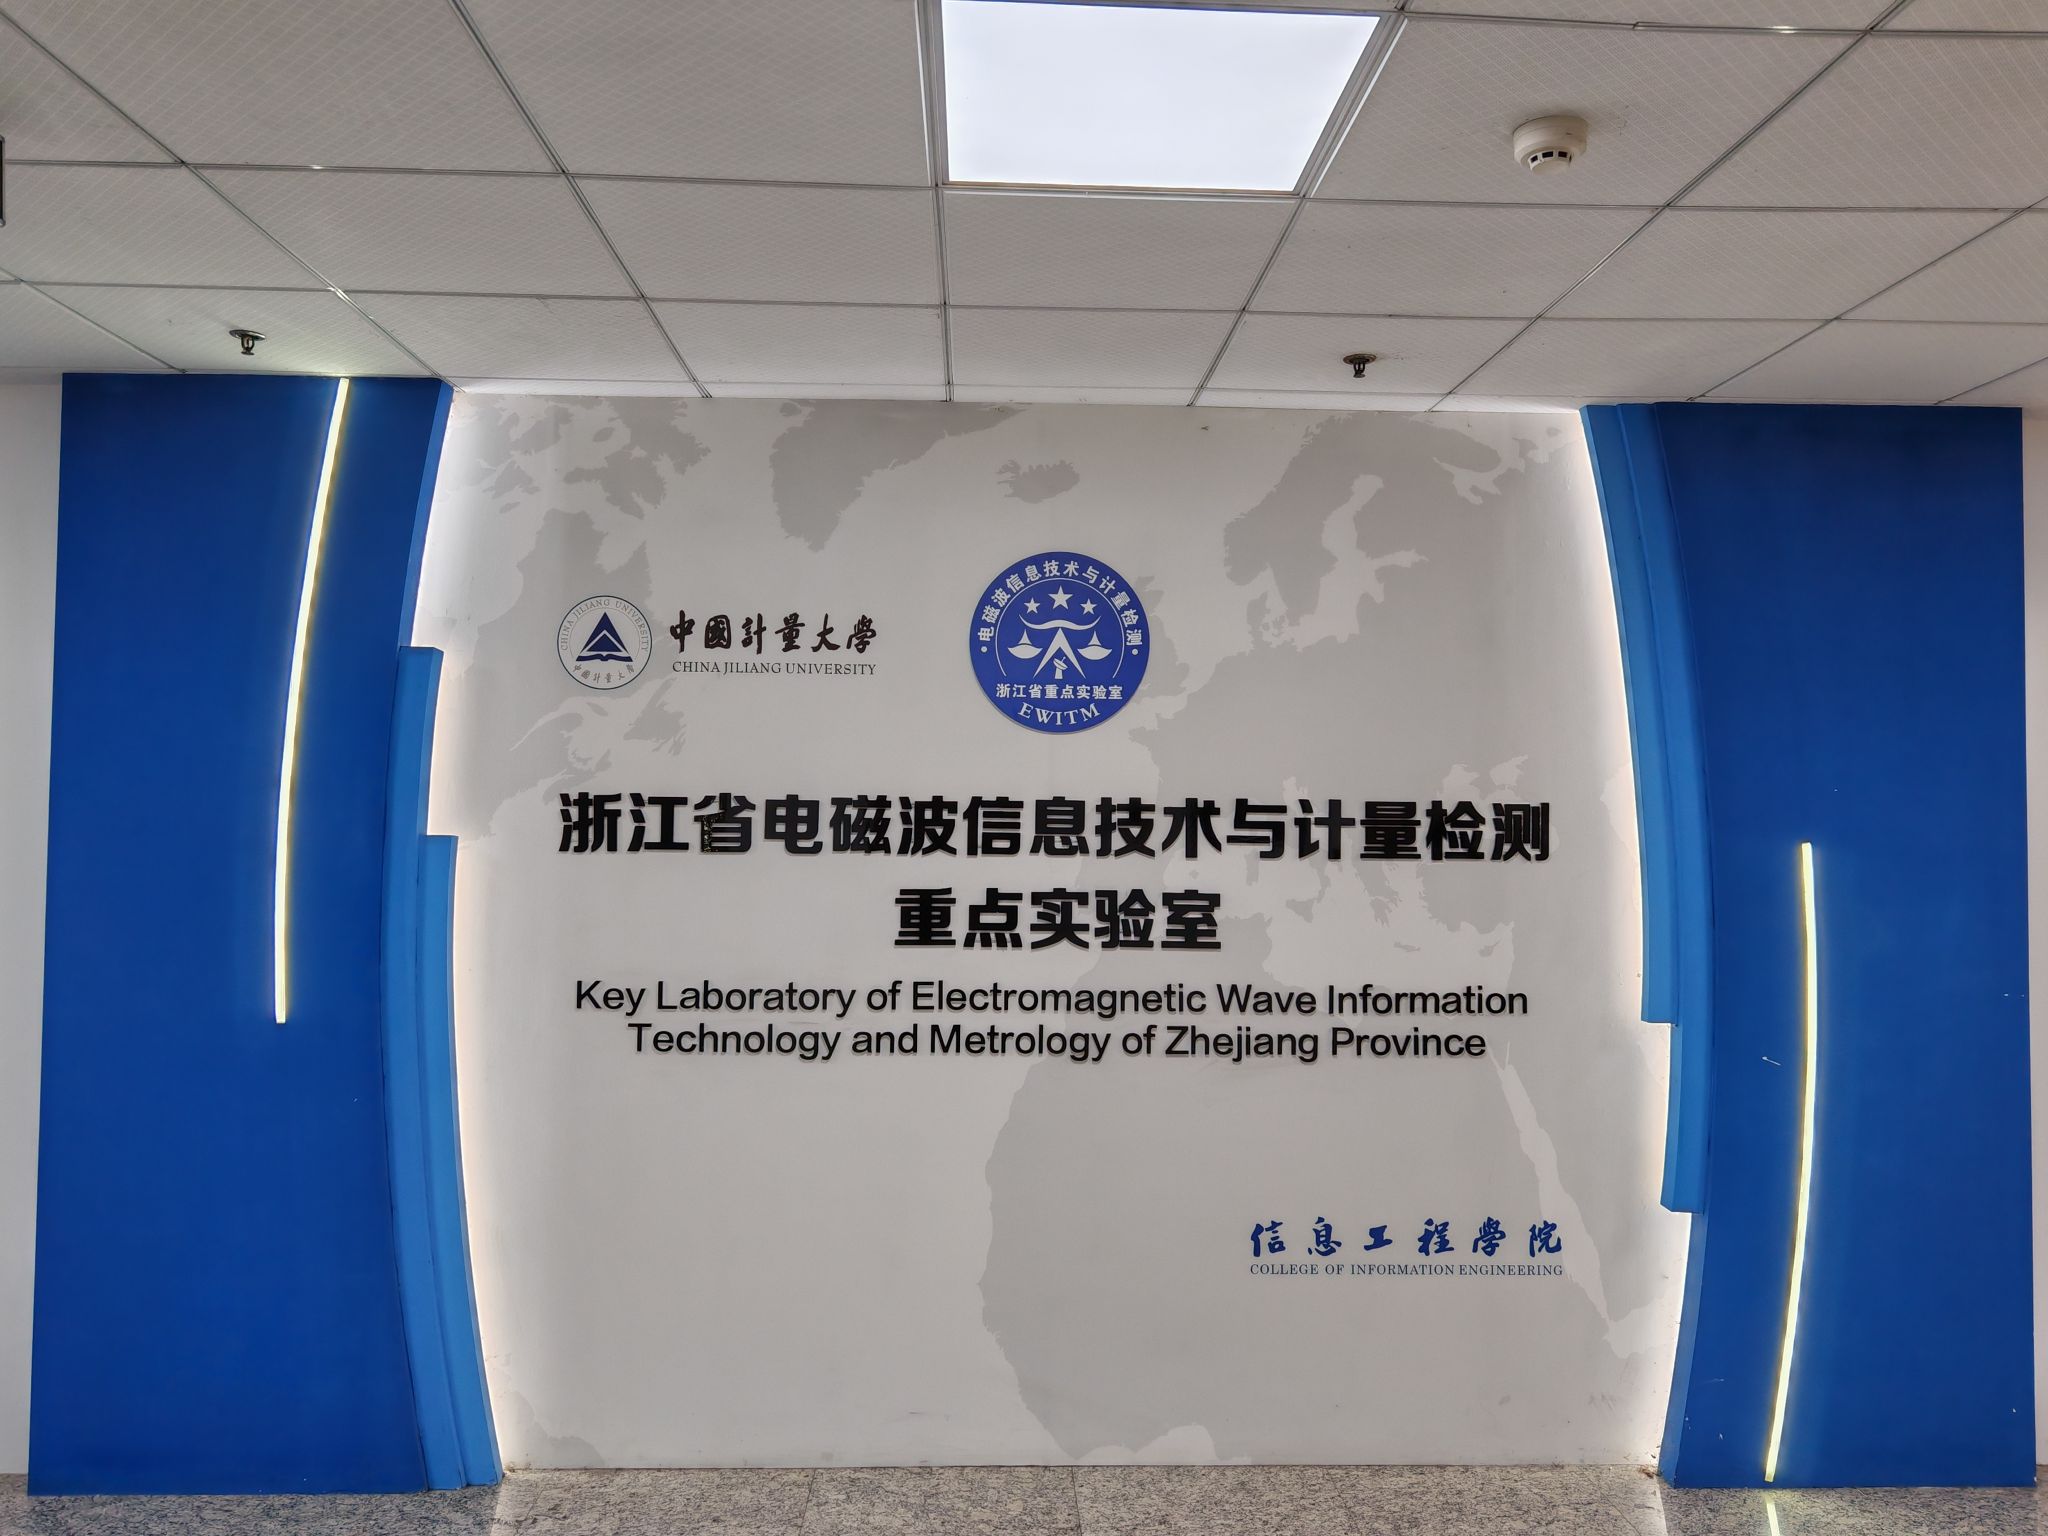 CHINA JILIANG UNIVERSITY
中國計量大學
中國計量大學
CHINA JILIANG UNIVERSITY
电磁波信息技术与计量检测
浙江省重点实验室
EWITM
浙江省电磁波信息技术与计量检测
重点实验室
Key Laboratory of Electromagnetic Wave Information
Technology and Metrology of Zhejiang Province
信息工程學院
COLLEGE OF INFORMATION ENGINEERING